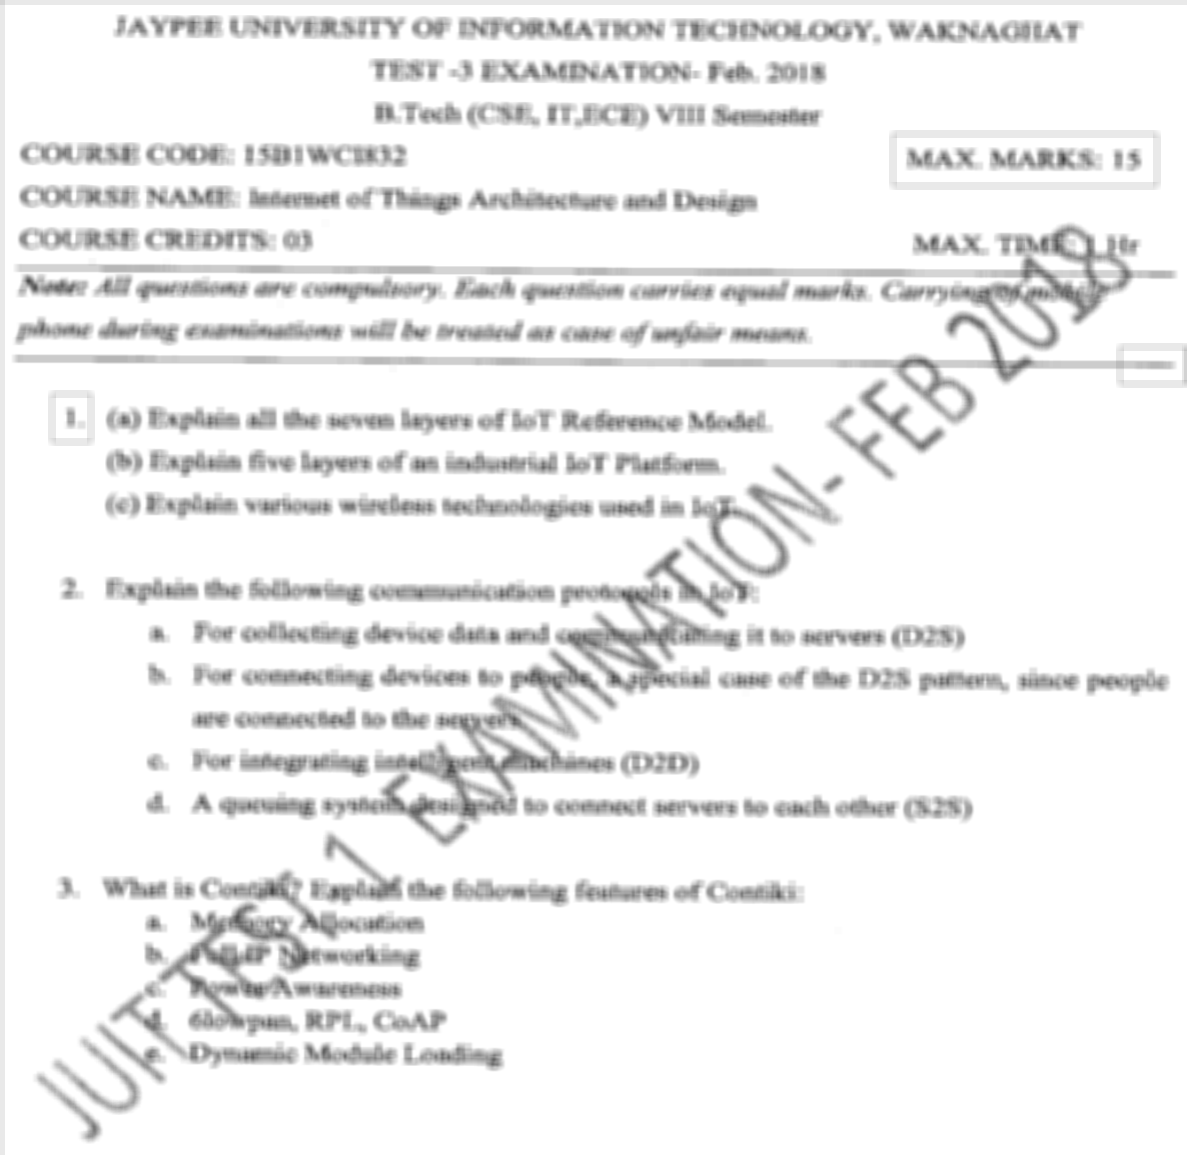 JAYPEE UNIVERSITY OF INFORMATION TECHNOLOGY, WAKNAGHAT
TEST -3 EXAMINATION- Feb. 2018
B.Tech (CSE, IT,ECE) VIII Semester
COURSE CODE: 15B1WCI832
MAX. MARKS: 15
COURSE NAME: Internet of Things Architecture and Design
COURSE CREDITS: 03
MAX. TIME: 1 Hr
Note: All questions are compulsory. Each question carries equal marks. Carrying of mobile
phone during examinations will be treated as case of unfair means.
1. (a) Explain all the seven layers of IoT Reference Model.
(b) Explain five layers of an industrial IoT Platform.
(c) Explain various wireless technologies used in IoT.
2. Explain the following communication protocols in IoT:
a. For collecting device data and communicating it to servers (D2S)
b. For connecting devices to people, a special case of the D2S pattern, since people
are connected to the servers.
c. For integrating intelligent machines (D2D)
d. A queuing system designed to connect servers to each other (S2S)
3. What is Contiki? Explain the following features of Contiki:
a. Memory Allocation
b. Full IP Networking
c. Power Awareness
d. 6lowpan, RPL, CoAP
e. Dynamic Module Loading
JUIT TEST 1 EXAMINATION- FEB 2018